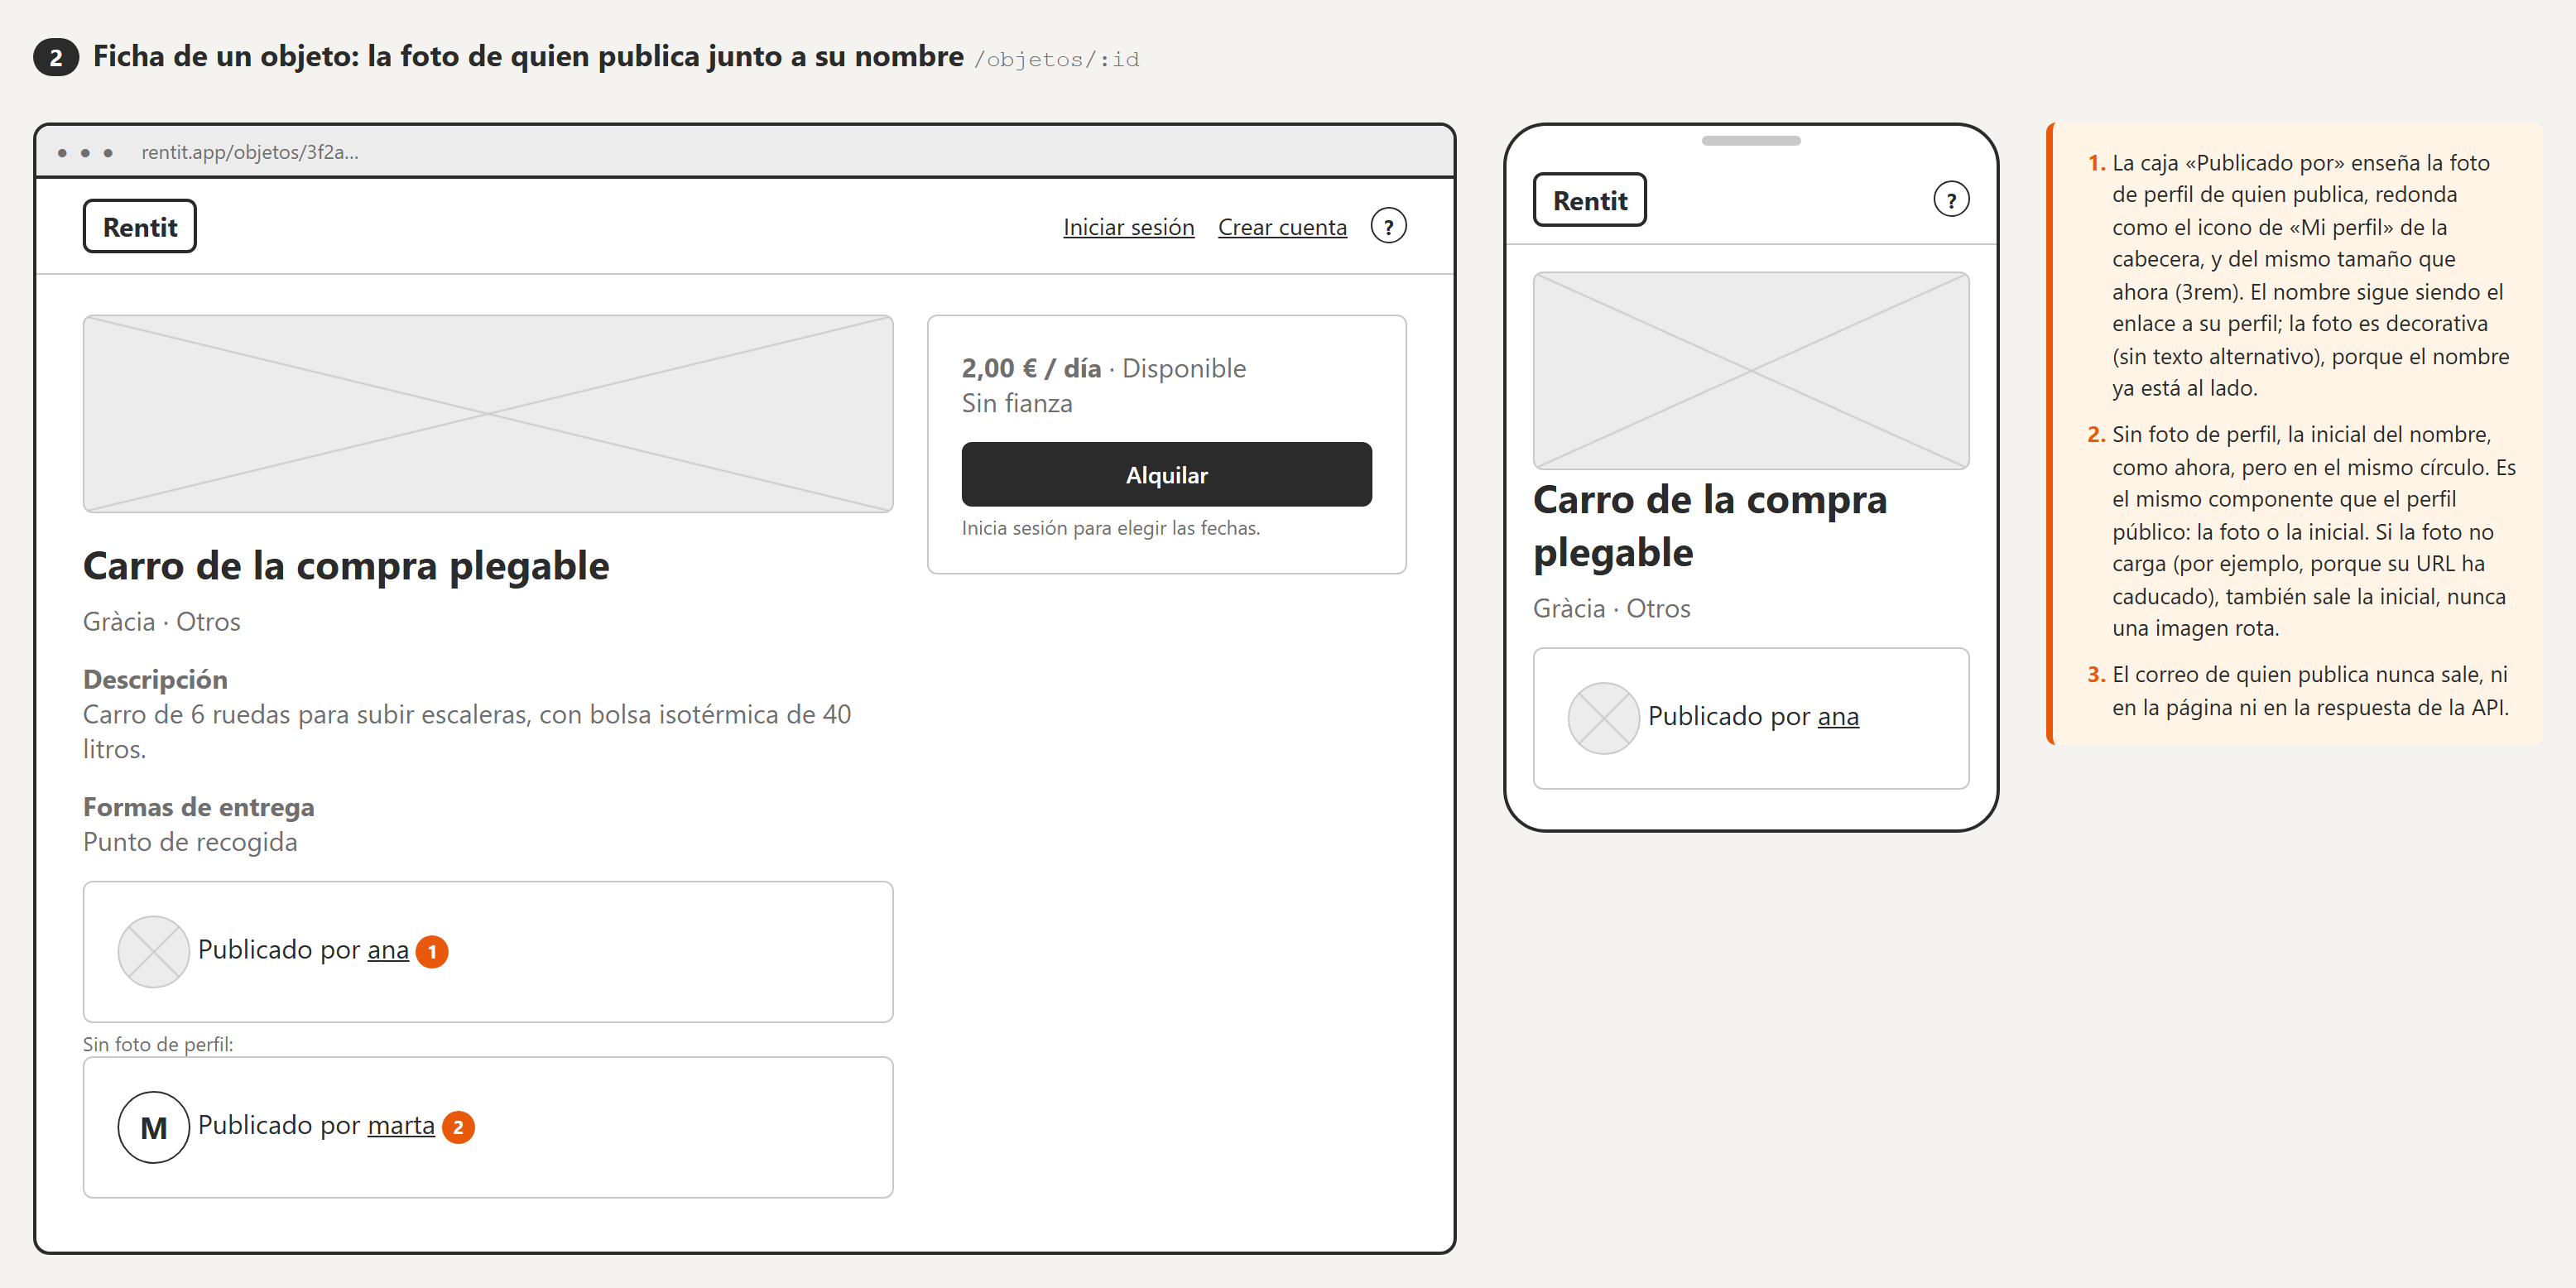 2 Ficha de un objeto: la foto de quien publica junto a su nombre /objetos/:id
rentit.app/objetos/3f2a...
Rentit
Iniciar sesión Crear cuenta ?
2,00 € / día · Disponible
Sin fianza
Alquilar
Inicia sesión para elegir las fechas.
Carro de la compra plegable
Gràcia · Otros
Descripción
Carro de 6 ruedas para subir escaleras, con bolsa isotérmica de 40
litros.
Formas de entrega
Punto de recogida
Publicado por ana 1
Sin foto de perfil:
M Publicado por marta 2
Rentit ?
Carro de la compra
plegable
Gràcia · Otros
Publicado por ana
1. La caja «Publicado por» enseña la foto
de perfil de quien publica, redonda
como el icono de «Mi perfil» de la
cabecera, y del mismo tamaño que
ahora (3rem). El nombre sigue siendo el
enlace a su perfil; la foto es decorativa
(sin texto alternativo), porque el nombre
ya está al lado.
2. Sin foto de perfil, la inicial del nombre,
como ahora, pero en el mismo círculo. Es
el mismo componente que el perfil
público: la foto o la inicial. Si la foto no
carga (por ejemplo, porque su URL ha
caducado), también sale la inicial, nunca
una imagen rota.
3. El correo de quien publica nunca sale, ni
en la página ni en la respuesta de la API.